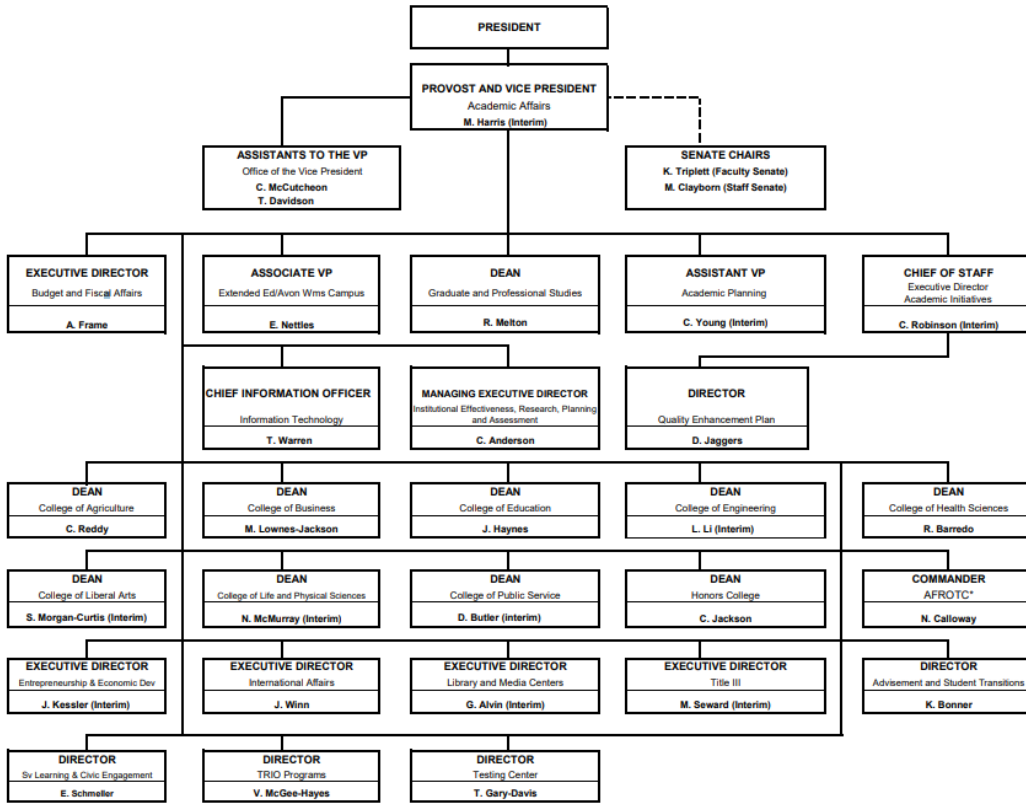 PRESIDENT
PROVOST AND VICE PRESIDENT
Academic Affairs
M. Harris (Interim)
ASSISTANTS TO THE VP
Office of the Vice President
C. McCutcheon
T. Davidson
SENATE CHAIRS
K. Triplett (Faculty Senate)
M. Clayborn (Staff Senate)
EXECUTIVE DIRECTOR
Budget and Fiscal Affairs
A. Frame
ASSOCIATE VP
Extended Ed/Avon Wms Campus
E. Nettles
DEAN
Graduate and Professional Studies
R. Melton
ASSISTANT VP
Academic Planning
C. Young (Interim)
CHIEF OF STAFF
Executive Director
Academic Initiatives
C. Robinson (Interim)
CHIEF INFORMATION OFFICER
Information Technology
T. Warren
MANAGING EXECUTIVE DIRECTOR
Institutional Effectiveness, Research, Planning
and Assessment
C. Anderson
DIRECTOR
Quality Enhancement Plan
D. Jaggers
DEAN
College of Agriculture
C. Reddy
DEAN
College of Business
M. Lownes-Jackson
DEAN
College of Education
J. Haynes
DEAN
College of Engineering
L. Li (Interim)
DEAN
College of Health Sciences
R. Barredo
DEAN
College of Liberal Arts
S. Morgan-Curtis (Interim)
DEAN
College of Life and Physical Sciences
N. McMurray (Interim)
DEAN
College of Public Service
D. Butler (interim)
DEAN
Honors College
C. Jackson
COMMANDER
AFROTC*
N. Calloway
EXECUTIVE DIRECTOR
Entrepreneurship & Economic Dev
J. Kessler (Interim)
EXECUTIVE DIRECTOR
International Affairs
J. Winn
EXECUTIVE DIRECTOR
Library and Media Centers
G. Alvin (Interim)
EXECUTIVE DIRECTOR
Title III
M. Seward (Interim)
DIRECTOR
Advisement and Student Transitions
K. Bonner
DIRECTOR
Sv Learning & Civic Engagement
E. Schmeller
DIRECTOR
TRIO Programs
V. McGee-Hayes
DIRECTOR
Testing Center
T. Gary-Davis